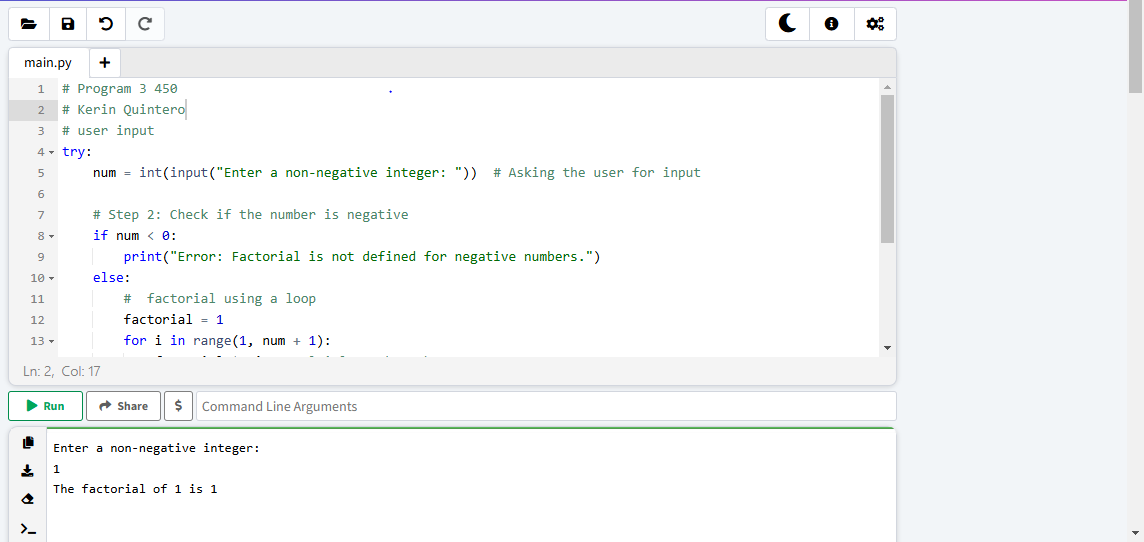 main.py +
1 # Program 3 450
2 # Kerin Quintero
3 # user input
4 try:
5 num = int(input("Enter a non-negative integer: ")) # Asking the user for input
6
7 # Step 2: Check if the number is negative
8 if num < 0:
9 print("Error: Factorial is not defined for negative numbers.")
10 else:
11 # factorial using a loop
12 factorial = 1
13 for i in range(1, num + 1):
Ln: 2, Col: 17
Run Share $ Command Line Arguments
Enter a non-negative integer:
1
The factorial of 1 is 1